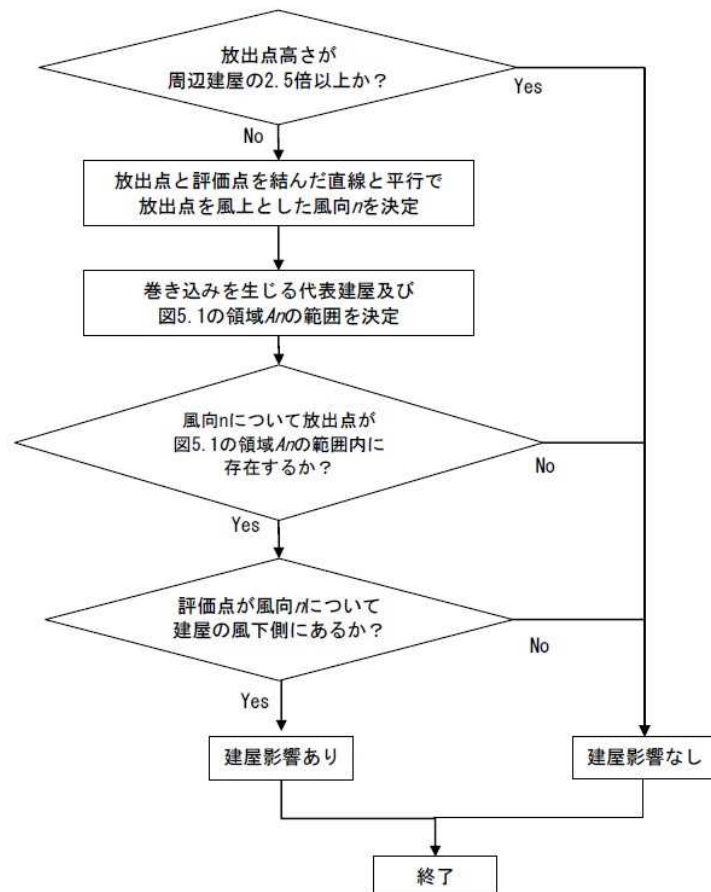 放出点高さが
周辺建屋の2.5倍以上か？
Yes
No
放出点と評価点を結んだ直線と平行で
放出点を風上とした風向nを決定
巻き込みを生じる代表建屋及び
図5.1の領域Anの範囲を決定
風向nについて放出点が
図5.1の領域Anの範囲内に
存在するか？
No
Yes
評価点が風向nについて
建屋の風下側にあるか？
No
Yes
建屋影響あり
建屋影響なし
終了